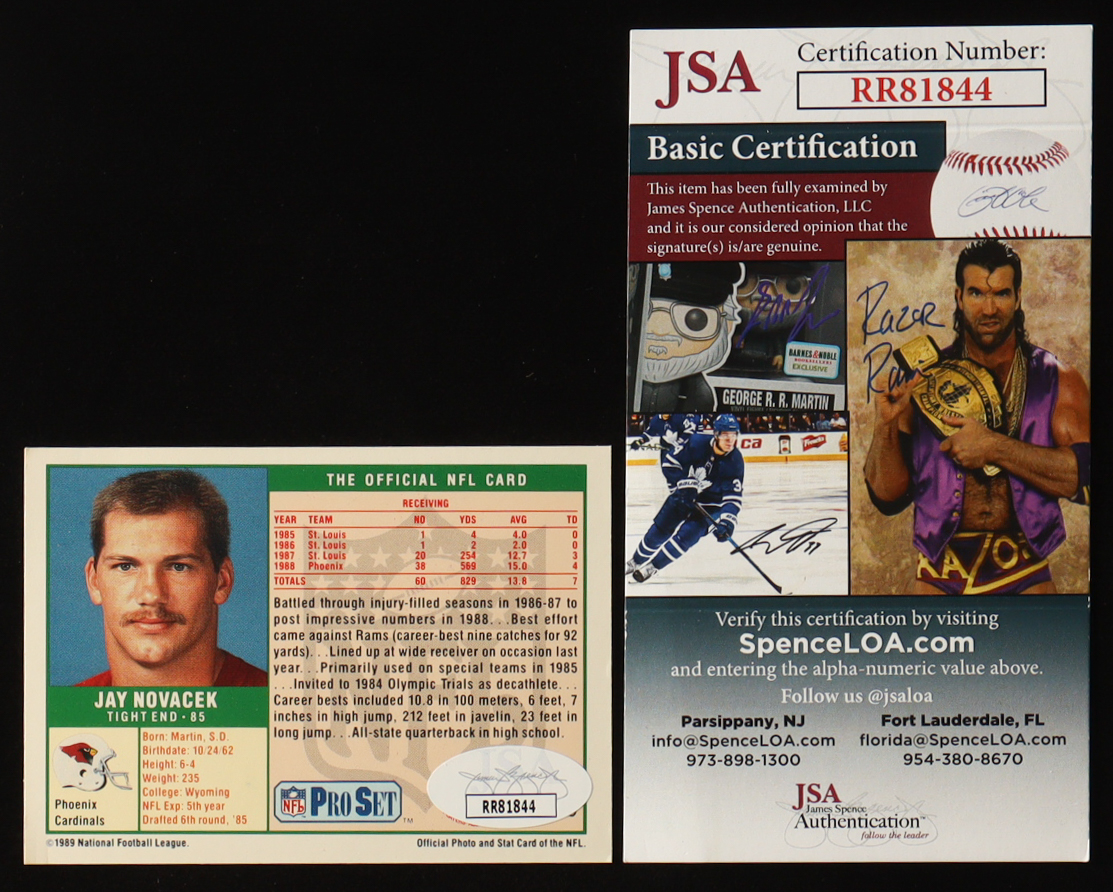 THE OFFICIAL NFL CARD
RECEIVING
YEAR TEAM NO YDS AVG TD
1985 St. Louis 1 4 4.0 0
1986 St. Louis 1 2 2.0 0
1987 St. Louis 20 254 12.7 3
1988 Phoenix 38 569 15.0 4
TOTALS 60 829 13.8 7
Battled through injury-filled seasons in 1986-87 to
post impressive numbers in 1988. . .Best effort
came against Rams (career-best nine catches for 92
yards). . .Lined up at wide receiver on occasion last
year. . .Primarily used on special teams in 1985
. . .Invited to 1984 Olympic Trials as decathlete. . .
Career bests included 10.8 in 100 meters, 6 feet, 7
inches in high jump, 212 feet in javelin, 23 feet in
long jump. . .All-state quarterback in high school.
JAY NOVACEK
TIGHT END • 85
Phoenix
Cardinals
Born: Martin, S.D.
Birthdate: 10/24/62
Height: 6-4
Weight: 235
College: Wyoming
NFL Exp: 5th year
Drafted 6th round, '85
NFL PRO SET TM
RR81844
©1989 National Football League.
Official Photo and Stat Card of the NFL.
JSA
Certification Number:
RR81844
Basic Certification
This item has been fully examined by
James Spence Authentication, LLC
and it is our considered opinion that the
signature(s) is/are genuine.
BARNES & NOBLE
BOOKSELLERS
EXCLUSIVE
GEORGE R. R. MARTIN
Razor
Ramon
RAZOR
Verify this certification by visiting
SpenceLOA.com
and entering the alpha-numeric value above.
Follow us @jsaloa
Parsippany, NJ
info@SpenceLOA.com
973-898-1300
Fort Lauderdale, FL
florida@SpenceLOA.com
954-380-8670
JSA
James Spence
Authentication™
follow the leader